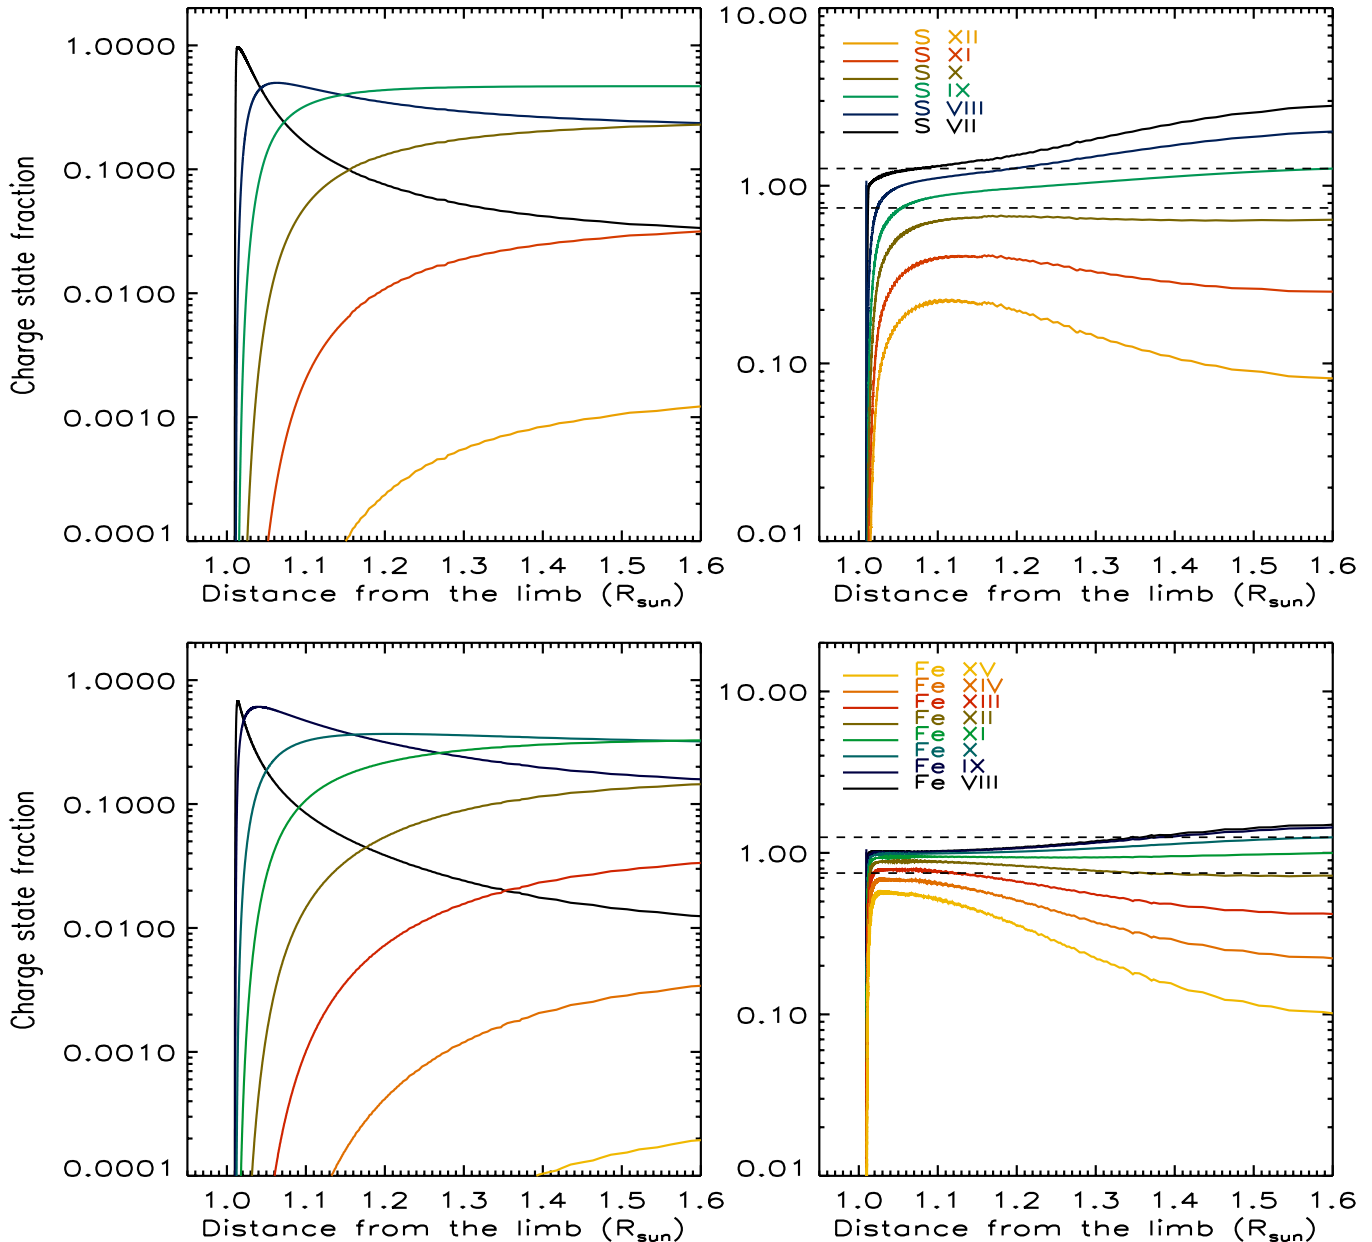 1.0000
0.1000
0.0100
0.0010
0.0001
Charge state fraction
1.0 1.1 1.2 1.3 1.4 1.5 1.6
Distance from the limb (Rsun)
10.00
1.00
0.10
0.01
S XII
S XI
S X
S IX
S VIII
S VII
1.0 1.1 1.2 1.3 1.4 1.5 1.6
Distance from the limb (Rsun)
1.0000
0.1000
0.0100
0.0010
0.0001
Charge state fraction
1.0 1.1 1.2 1.3 1.4 1.5 1.6
Distance from the limb (Rsun)
10.00
1.00
0.10
0.01
Fe XV
Fe XIV
Fe XIII
Fe XII
Fe XI
Fe X
Fe IX
Fe VIII
1.0 1.1 1.2 1.3 1.4 1.5 1.6
Distance from the limb (Rsun)